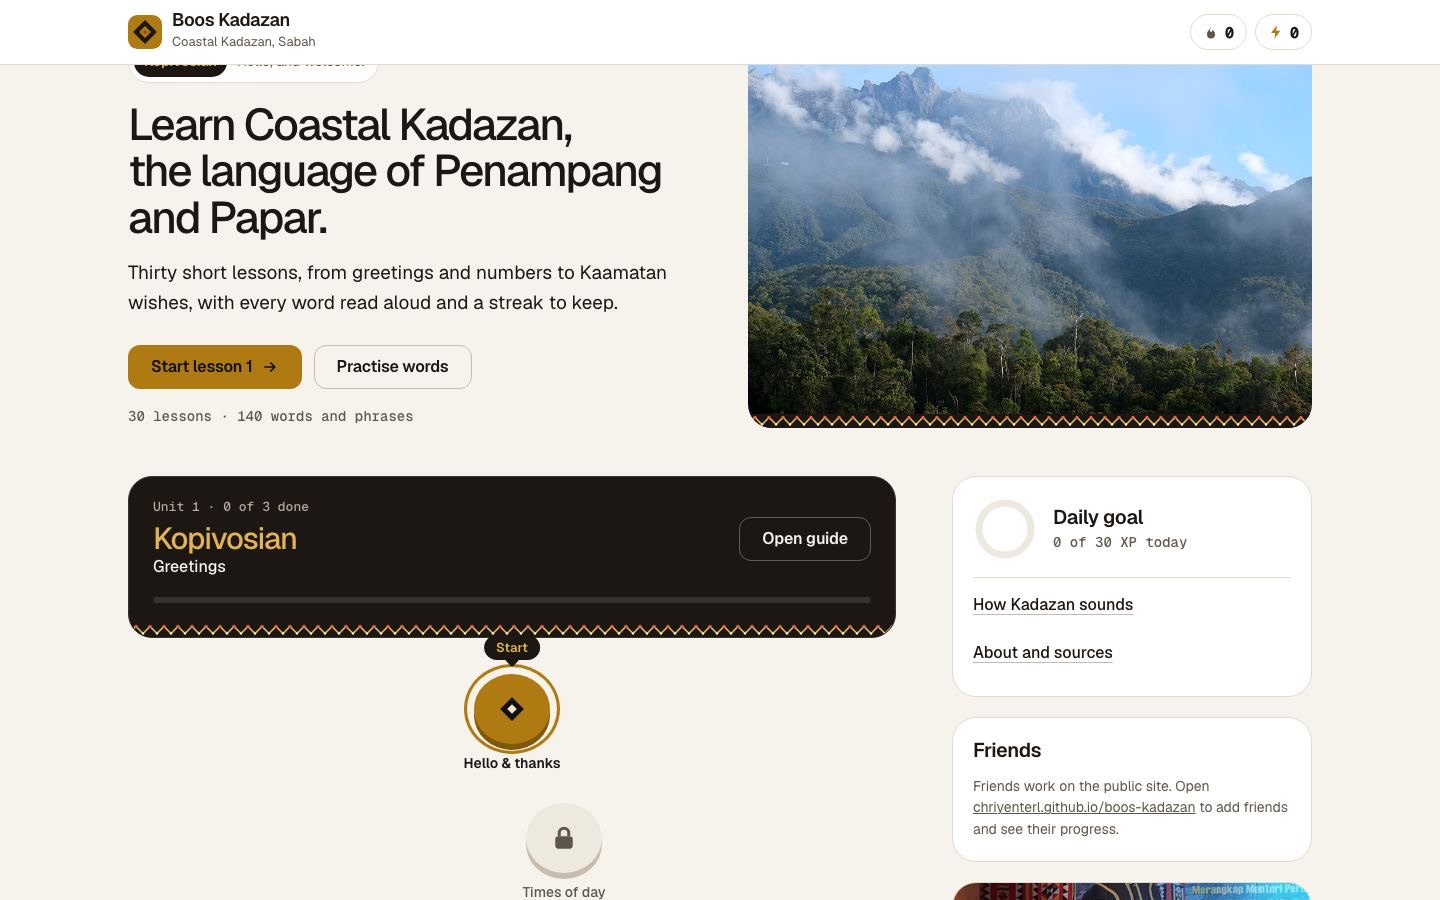 Boos Kadazan
Coastal Kadazan, Sabah
0
0
Learn Coastal Kadazan,
the language of Penampang
and Papar.
Thirty short lessons, from greetings and numbers to Kaamatan
wishes, with every word read aloud and a streak to keep.
Start lesson 1 →
Practise words
30 lessons · 140 words and phrases
Unit 1 · 0 of 3 done
Kopivosian
Greetings
Open guide
Start
Hello & thanks
Times of day
Daily goal
0 of 30 XP today
How Kadazan sounds
About and sources
Friends
Friends work on the public site. Open
chriyenterl.github.io/boos-kadazan to add friends
and see their progress.
Merangkap Menteri